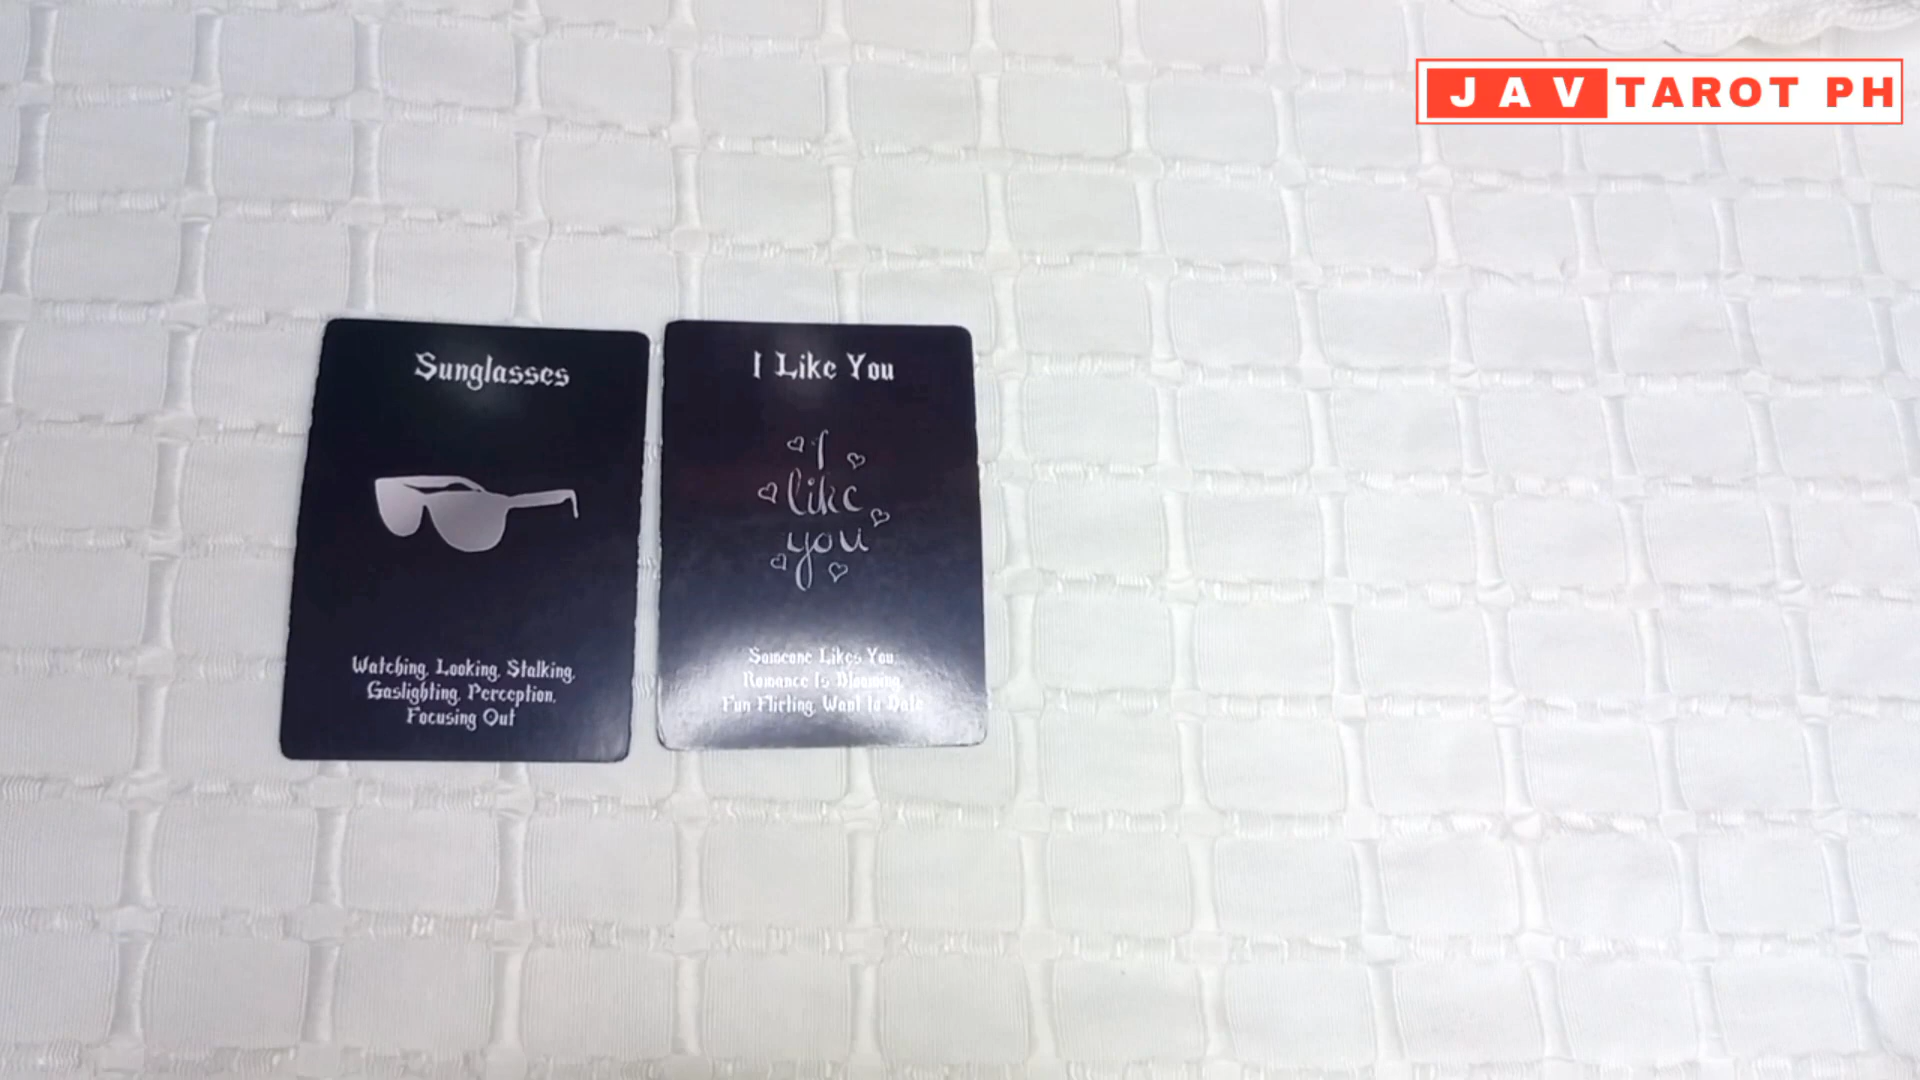 JAV TAROT PH
Sunglasses
Watching, Looking, Stalking,
Gaslighting, Perception,
Focusing Out
I Like You
I
like
you
Someone Likes You,
Romance Is Blooming,
Fun Flirting, Want to Date